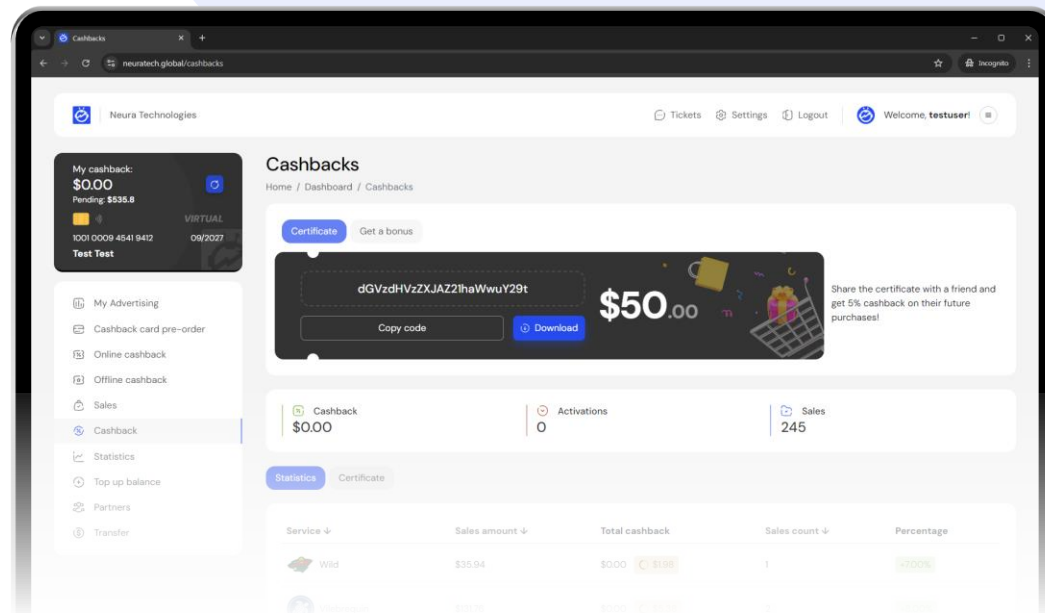 Cashbacks
neuratech.global/cashbacks
Incognito
Neura Technologies
Tickets
Settings
Logout
Welcome, testuser!
My cashback:
$0.00
Pending: $535.8
VIRTUAL
1001 0009 4541 9412
09/2027
Test Test
My Advertising
Cashback card pre-order
Online cashback
Offline cashback
Sales
Cashback
Statistics
Top up balance
Partners
Transfer
Cashbacks
Home / Dashboard / Cashbacks
Certificate
Get a bonus
dGVzdHVzZXJAZ21haWwuY29t
Copy code
Download
$50.00
Share the certificate with a friend and
get 5% cashback on their future
purchases!
Cashback
$0.00
Activations
0
Sales
245
Statistics
Certificate
Service ↓
Sales amount ↓
Total cashback
Sales count ↓
Percentage
Wild
$35.94
$0.00
$1.98
1